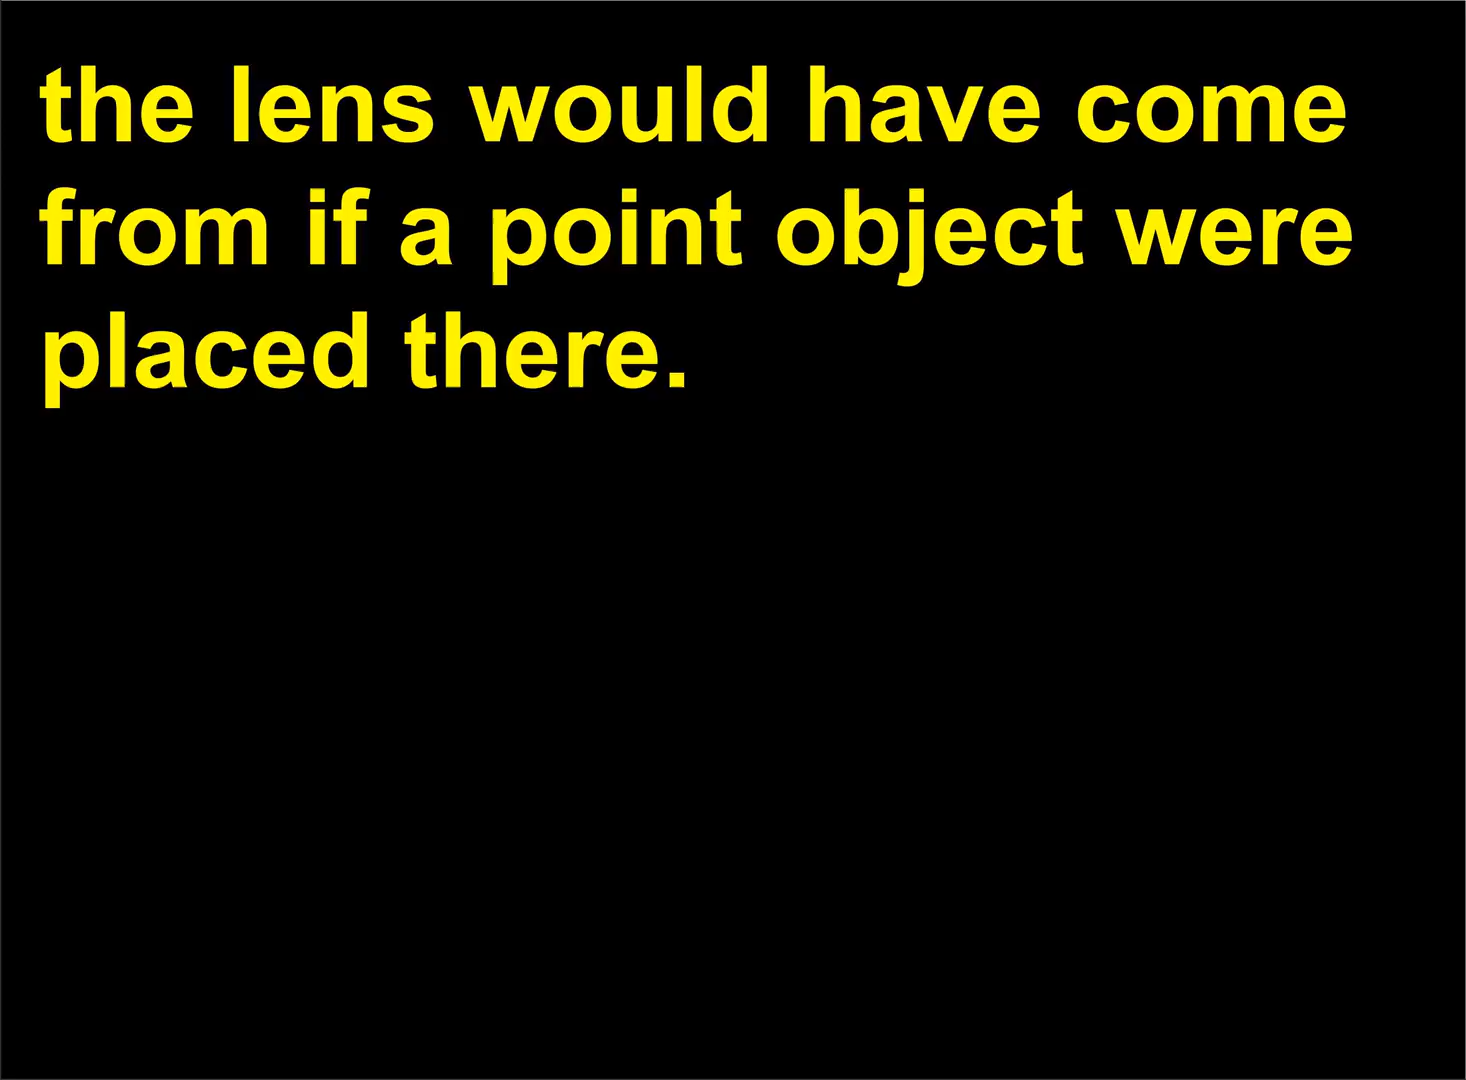 the lens would have come
from if a point object were
placed there.